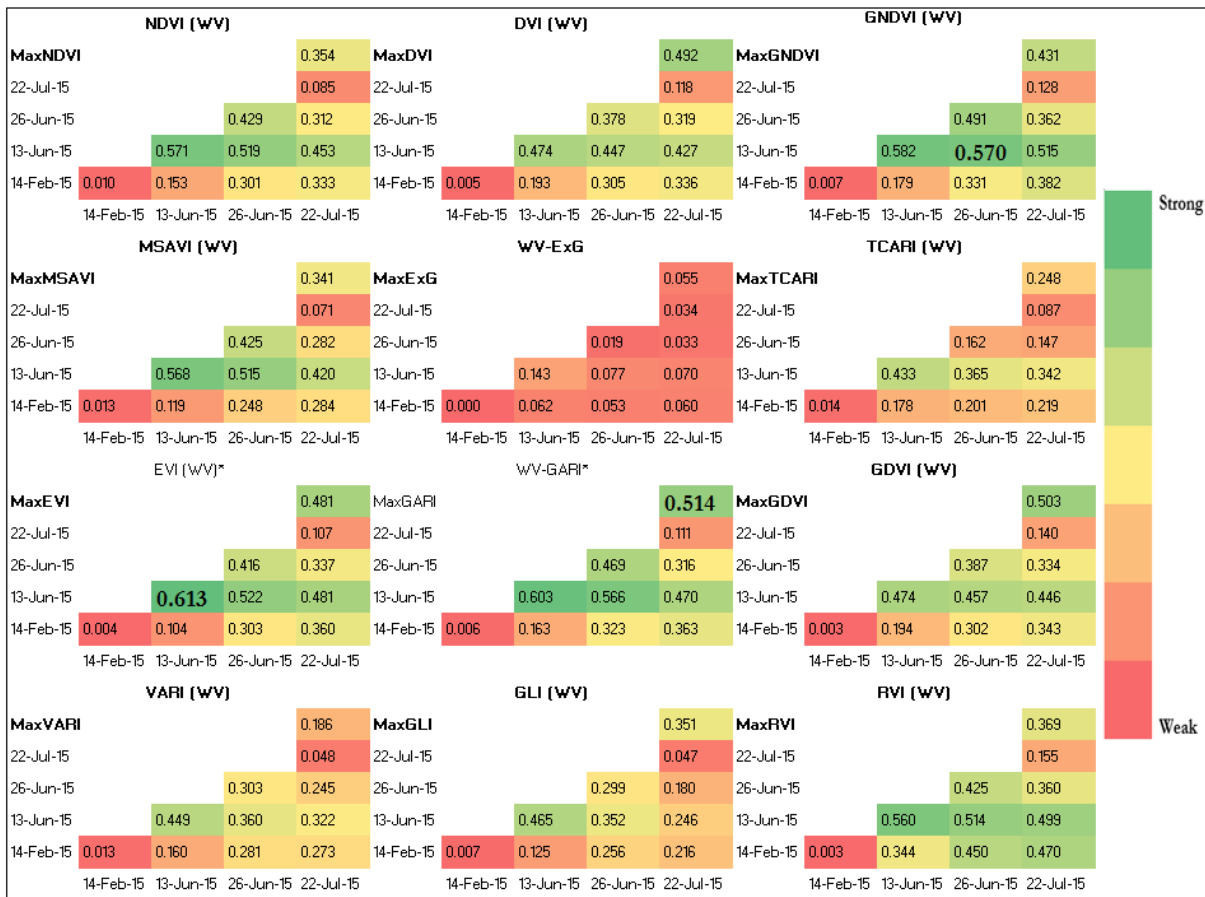 NDVI (WV) DVI (WV) GNDVI (WV)
MaxNDVI 0.354 MaxDVI 0.492 MaxGNDVI 0.431
22-Jul-15 0.085 22-Jul-15 0.118 22-Jul-15 0.128
26-Jun-15 0.429 0.312 26-Jun-15 0.378 0.319 26-Jun-15 0.491 0.362
13-Jun-15 0.571 0.519 0.453 13-Jun-15 0.474 0.447 0.427 13-Jun-15 0.582 0.570 0.515
14-Feb-15 0.010 0.153 0.301 0.333 14-Feb-15 0.005 0.193 0.305 0.336 14-Feb-15 0.007 0.179 0.331 0.382
14-Feb-15 13-Jun-15 26-Jun-15 22-Jul-15 14-Feb-15 13-Jun-15 26-Jun-15 22-Jul-15 14-Feb-15 13-Jun-15 26-Jun-15 22-Jul-15
Strong
MSAVI (WV) WV-ExG TCARI (WV)
MaxMSAVI 0.341 MaxExG 0.055 MaxTCARI 0.248
22-Jul-15 0.071 22-Jul-15 0.034 22-Jul-15 0.087
26-Jun-15 0.425 0.282 26-Jun-15 0.019 0.033 26-Jun-15 0.162 0.147
13-Jun-15 0.568 0.515 0.420 13-Jun-15 0.143 0.077 0.070 13-Jun-15 0.433 0.365 0.342
14-Feb-15 0.013 0.119 0.248 0.284 14-Feb-15 0.000 0.062 0.053 0.060 14-Feb-15 0.014 0.178 0.201 0.219
14-Feb-15 13-Jun-15 26-Jun-15 22-Jul-15 14-Feb-15 13-Jun-15 26-Jun-15 22-Jul-15 14-Feb-15 13-Jun-15 26-Jun-15 22-Jul-15
EVI (WV)* WV-GARI* GDVI (WV)
MaxEVI 0.481 MaxGARI 0.514 MaxGDVI 0.503
22-Jul-15 0.107 22-Jul-15 0.111 22-Jul-15 0.140
26-Jun-15 0.416 0.337 26-Jun-15 0.469 0.316 26-Jun-15 0.387 0.334
13-Jun-15 0.613 0.522 0.481 13-Jun-15 0.603 0.566 0.470 13-Jun-15 0.474 0.457 0.446
14-Feb-15 0.004 0.104 0.303 0.360 14-Feb-15 0.006 0.163 0.323 0.363 14-Feb-15 0.003 0.194 0.302 0.343
14-Feb-15 13-Jun-15 26-Jun-15 22-Jul-15 14-Feb-15 13-Jun-15 26-Jun-15 22-Jul-15 14-Feb-15 13-Jun-15 26-Jun-15 22-Jul-15
VARI (WV) GLI (WV) RVI (WV)
MaxVARI 0.186 MaxGLI 0.351 MaxRVI 0.369
Weak
22-Jul-15 0.048 22-Jul-15 0.047 22-Jul-15 0.155
26-Jun-15 0.303 0.245 26-Jun-15 0.299 0.180 26-Jun-15 0.425 0.360
13-Jun-15 0.449 0.360 0.322 13-Jun-15 0.465 0.352 0.246 13-Jun-15 0.560 0.514 0.499
14-Feb-15 0.013 0.160 0.281 0.273 14-Feb-15 0.007 0.125 0.256 0.216 14-Feb-15 0.003 0.344 0.450 0.470
14-Feb-15 13-Jun-15 26-Jun-15 22-Jul-15 14-Feb-15 13-Jun-15 26-Jun-15 22-Jul-15 14-Feb-15 13-Jun-15 26-Jun-15 22-Jul-15